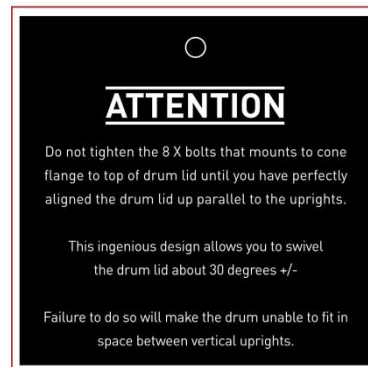 ATTENTION
Do not tighten the 8 X bolts that mounts to cone
flange to top of drum lid until you have perfectly
aligned the drum lid up parallel to the uprights.
This ingenious design allows you to swivel
the drum lid about 30 degrees +/-
Failure to do so will make the drum unable to fit in
space between vertical uprights.